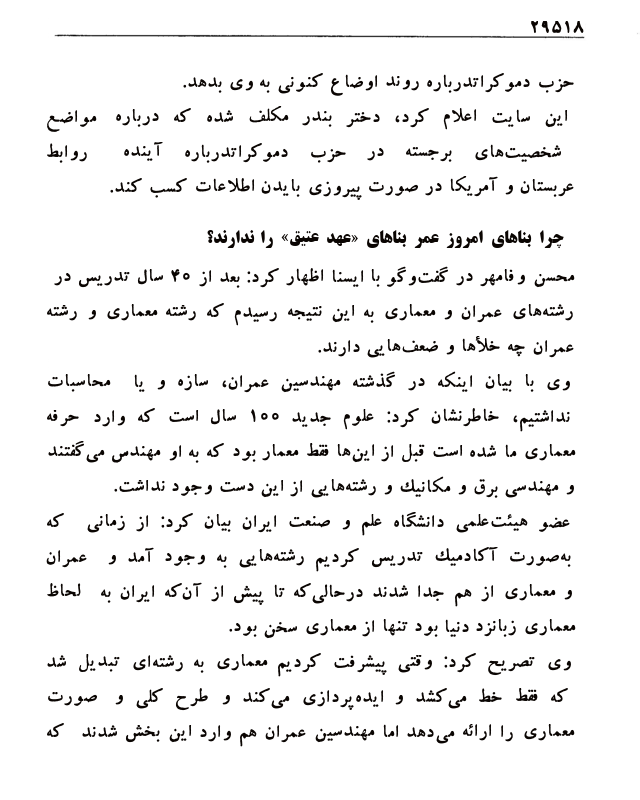 ۲۹۵۱۸
حزب دموکراتدرباره روند اوضاع کنونی به وی بدهد.
این سایت اعلام کرد، دختر بندر مکلف شده که درباره مواضع
شخصیت‌های برجسته در حزب دموکراتدرباره آینده روابط
عربستان و آمریکا در صورت پیروزی بایدن اطلاعات کسب کند.
چرا بناهای امروز عمر بناهای «عهد عتیق» را ندارند؟
محسن وفامهر در گفت‌وگو با ایسنا اظهار کرد: بعد از ۴۰ سال تدریس در
رشته‌های عمران و معماری به این نتیجه رسیدم که رشته معماری و رشته
عمران چه خلأها و ضعف‌هایی دارند.
وی با بیان اینکه در گذشته مهندسین عمران، سازه و یا محاسبات
نداشتیم، خاطرنشان کرد: علوم جدید ۱۰۰ سال است که وارد حرفه
معماری ما شده است قبل از این‌ها فقط معمار بود که به او مهندس می‌گفتند
و مهندسی برق و مکانیك و رشته‌هایی از این دست وجود نداشت.
عضو هیئت‌علمی دانشگاه علم و صنعت ایران بیان کرد: از زمانی که
به‌صورت آکادمیك تدریس کردیم رشته‌هایی به وجود آمد و عمران
و معماری از هم جدا شدند درحالی‌که تا پیش از آن‌که ایران به لحاظ
معماری زبانزد دنیا بود تنها از معماری سخن بود.
وی تصریح کرد: وقتی پیشرفت کردیم معماری به رشته‌ای تبدیل شد
که فقط خط می‌کشد و ایده‌پردازی می‌کند و طرح کلی و صورت
معماری را ارائه می‌دهد اما مهندسین عمران هم وارد این بخش شدند که